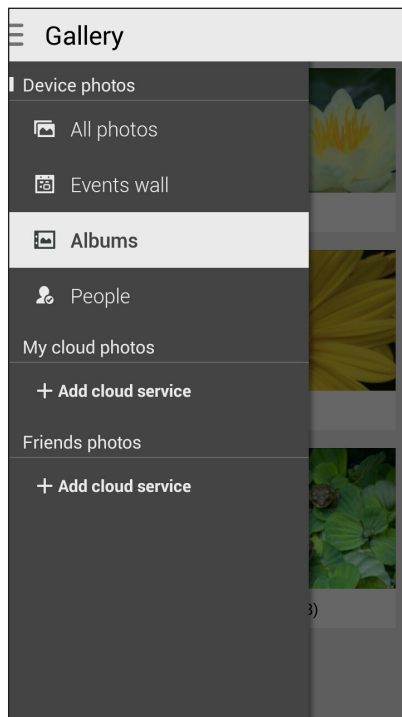 Gallery
Device photos
All photos
Events wall
Albums
People
My cloud photos
+ Add cloud service
Friends photos
+ Add cloud service
3)